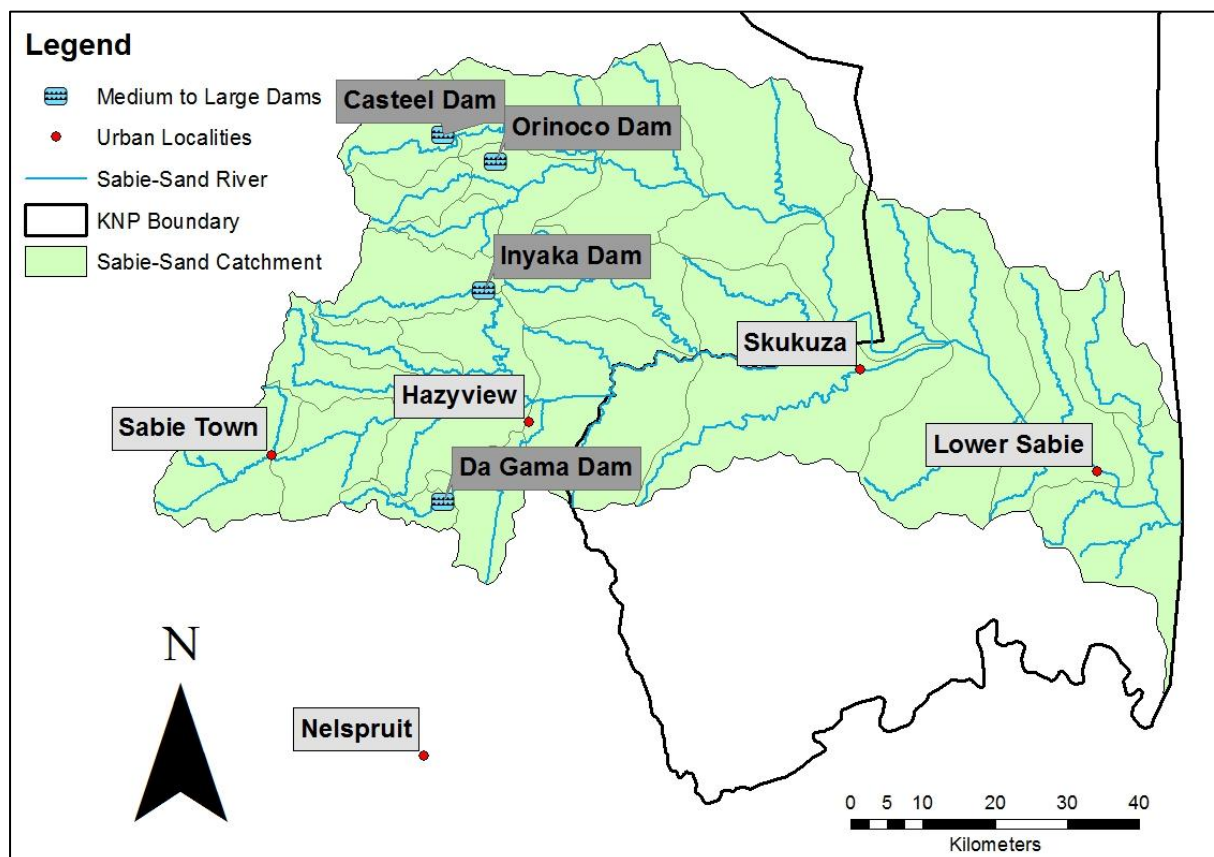 Legend
Medium to Large Dams
Urban Localities
Sabie-Sand River
KNP Boundary
Sabie-Sand Catchment
Casteel Dam
Orinoco Dam
Inyaka Dam
Skukuza
Hazyview
Sabie Town
Lower Sabie
Da Gama Dam
N
Nelspruit
0 5 10 20 30 40
Kilometers